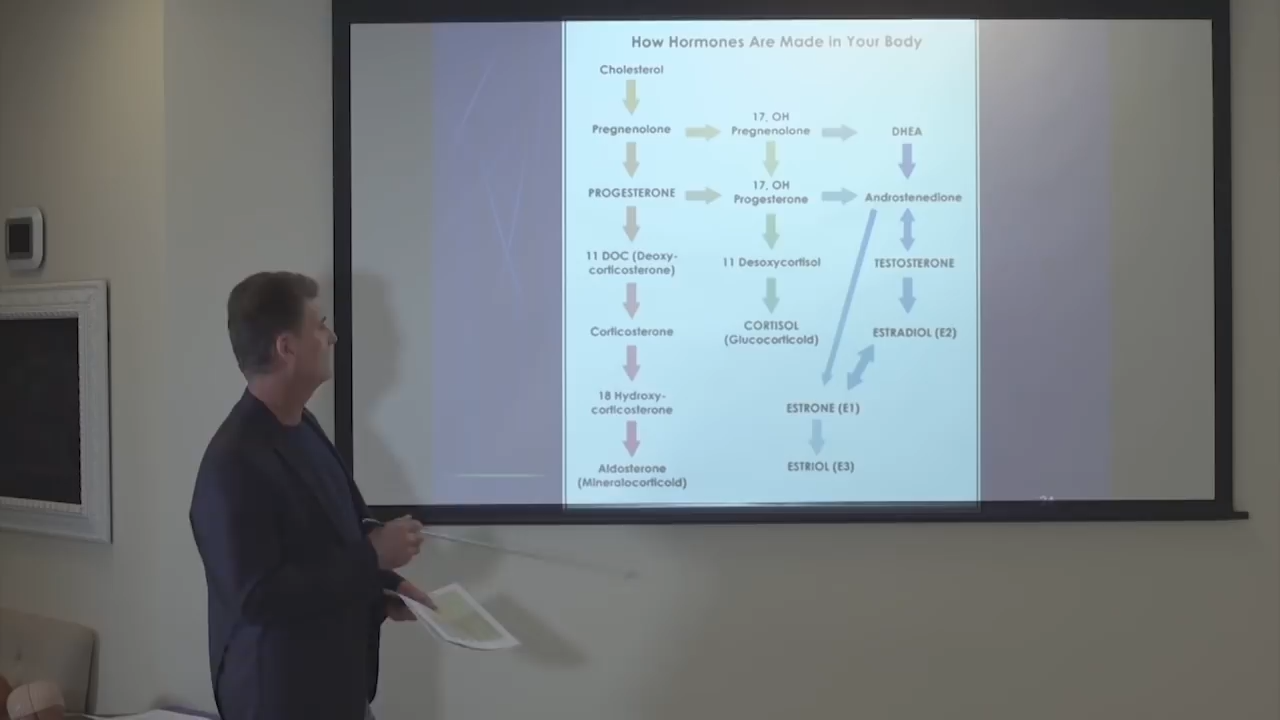 How Hormones Are Made in Your Body
Cholesterol
Pregnenolone
17, OH
Pregnenolone
DHEA
PROGESTERONE
17, OH
Progesterone
Androstenedione
11 DOC (Deoxy-
corticosterone)
11 Desoxycortisol
TESTOSTERONE
Corticosterone
CORTISOL
(Glucocorticoid)
ESTRADIOL (E2)
18 Hydroxy-
corticosterone
ESTRONE (E1)
Aldosterone
(Mineralocorticoid)
ESTRIOL (E3)